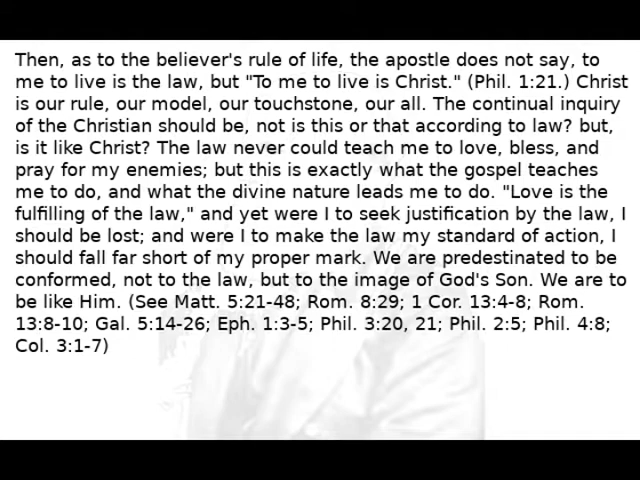 Then, as to the believer's rule of life, the apostle does not say, to
me to live is the law, but "To me to live is Christ." (Phil. 1:21.) Christ
is our rule, our model, our touchstone, our all. The continual inquiry
of the Christian should be, not is this or that according to law? but,
is it like Christ? The law never could teach me to love, bless, and
pray for my enemies; but this is exactly what the gospel teaches
me to do, and what the divine nature leads me to do. "Love is the
fulfilling of the law," and yet were I to seek justification by the law, I
should be lost; and were I to make the law my standard of action, I
should fall far short of my proper mark. We are predestinated to be
conformed, not to the law, but to the image of God's Son. We are to
be like Him. (See Matt. 5:21-48; Rom. 8:29; 1 Cor. 13:4-8; Rom.
13:8-10; Gal. 5:14-26; Eph. 1:3-5; Phil. 3:20, 21; Phil. 2:5; Phil. 4:8;
Col. 3:1-7)